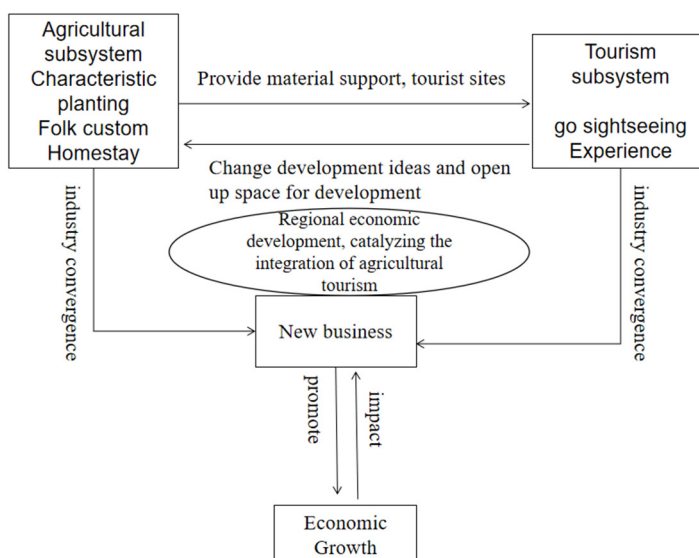 Agricultural
subsystem
Characteristic
planting
Folk custom
Homestay
Provide material support, tourist sites
Tourism
subsystem
go sightseeing
Experience
Change development ideas and open
up space for development
industry convergence
Regional economic
development, catalyzing the
integration of agricultural
tourism
industry convergence
New business
promote
impact
Economic
Growth